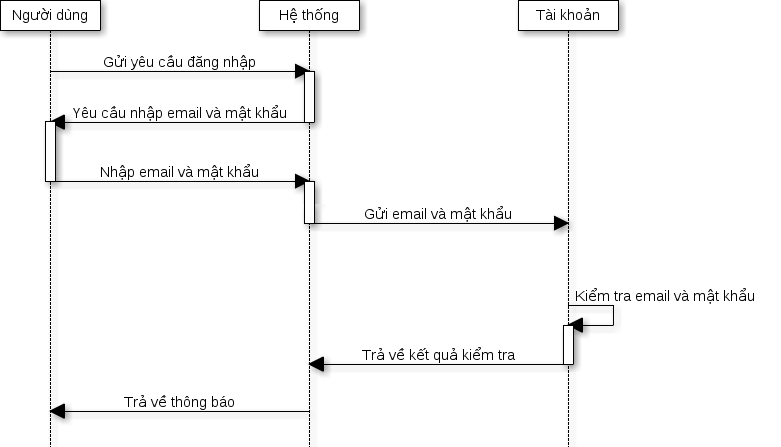 Người dùng
Hệ thống
Tài khoản
Gửi yêu cầu đăng nhập
Yêu cầu nhập email và mật khẩu
Nhập email và mật khẩu
Gửi email và mật khẩu
Kiểm tra email và mật khẩu
Trả về kết quả kiểm tra
Trả về thông báo